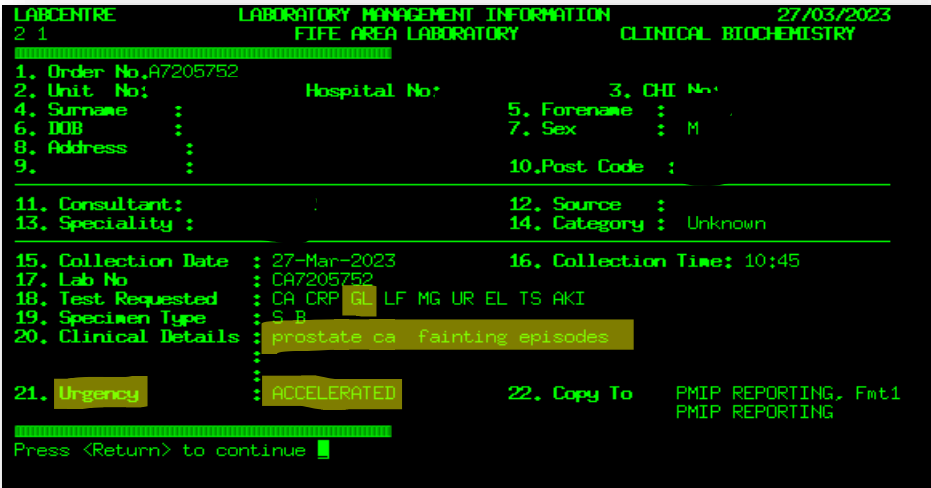 LABCENTRE LABORATORY MANAGEMENT INFORMATION 27/03/2023
2 1 FIFE AREA LABORATORY CLINICAL BIOCHEMISTRY
1. Order No.A7205752
2. Unit No: Hospital No: 3. CHI No:
4. Surname : 5. Forename :
6. DOB : 7. Sex : M
8. Address :
9. : 10.Post Code :
11. Consultant: 12. Source :
13. Speciality : 14. Category : Unknown
15. Collection Date : 27-Mar-2023 16. Collection Time: 10:45
17. Lab No : CA7205752
18. Test Requested : CA CRP GL LF MG UR EL TS AKI
19. Specimen Type : S B
20. Clinical Details : prostate ca fainting episodes
:
:
21. Urgency : ACCELERATED 22. Copy To PMIP REPORTING, Fmt1
PMIP REPORTING
Press <Return> to continue